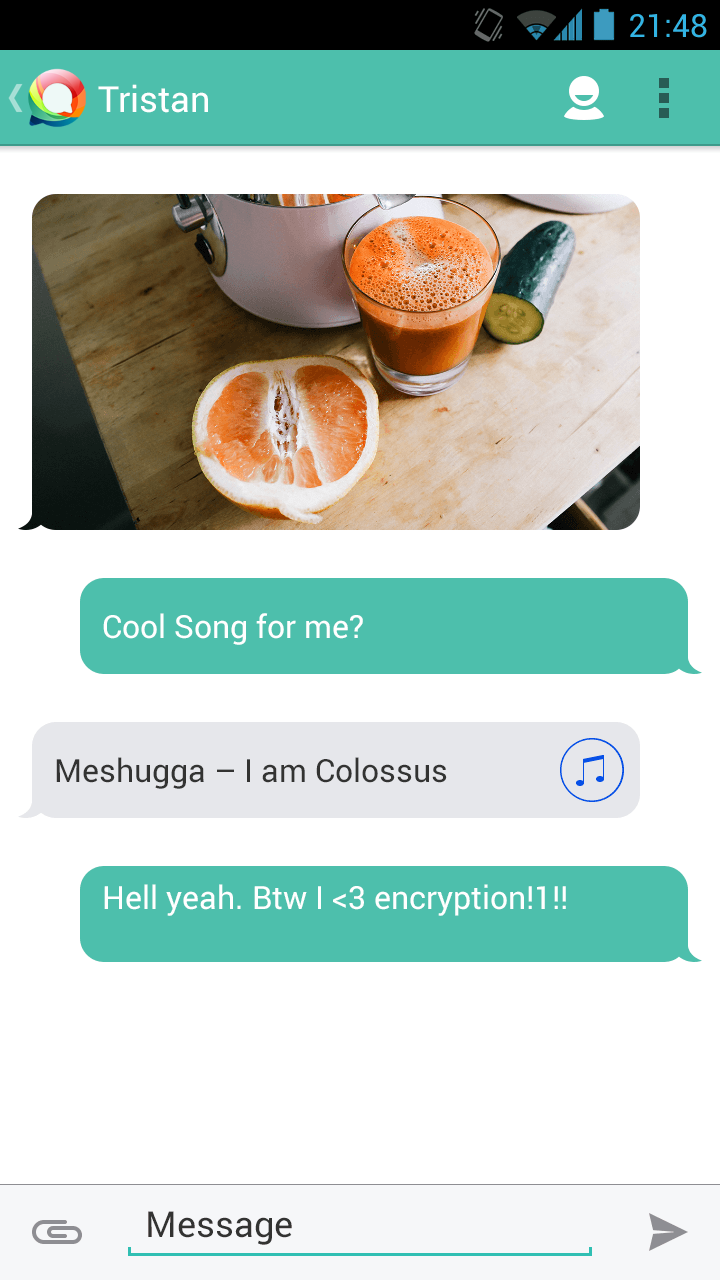 21:48
Tristan
Cool Song for me?
Meshugga – I am Colossus
Hell yeah. Btw I <3 encryption!1!!
Message